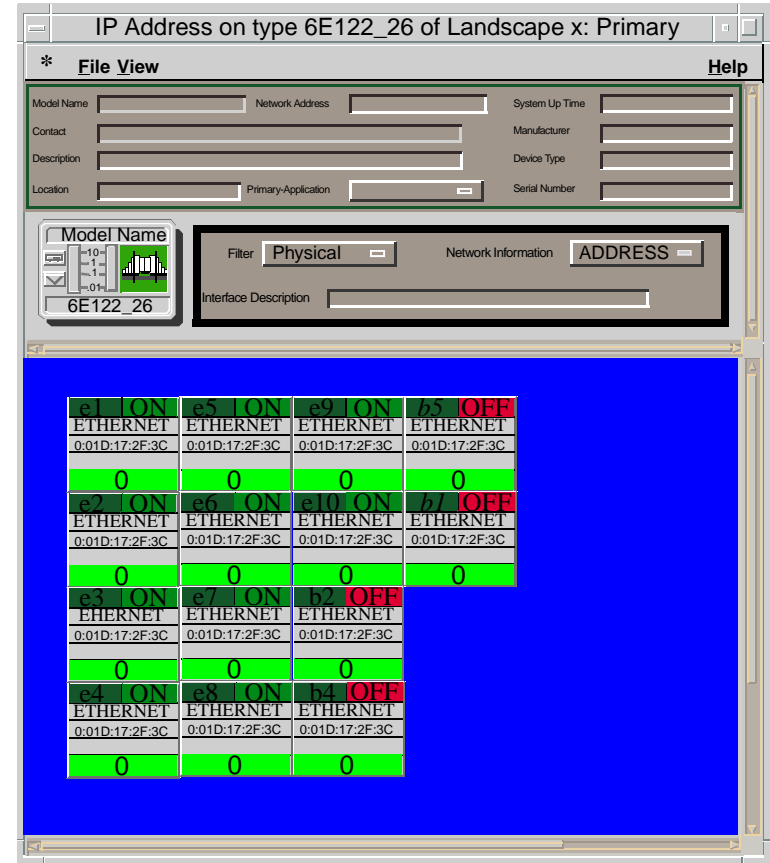 IP Address on type 6E122_26 of Landscape x: Primary
* File View Help
Model Name Network Address System Up Time
Contact Manufacturer
Description Device Type
Location Primary-Application Serial Number
Model Name
10
1
.1
.01
6E122_26
Filter Physical Network Information ADDRESS
Interface Description
e1 ON e5 ON e9 ON b5 OFF
ETHERNET ETHERNET ETHERNET ETHERNET
0:01D:17:2F:3C 0:01D:17:2F:3C 0:01D:17:2F:3C 0:01D:17:2F:3C
0 0 0 0
e2 ON e6 ON e10 ON b1 OFF
ETHERNET ETHERNET ETHERNET ETHERNET
0:01D:17:2F:3C 0:01D:17:2F:3C 0:01D:17:2F:3C 0:01D:17:2F:3C
0 0 0 0
e3 ON e7 ON b2 OFF
EHERNET ETHERNET ETHERNET
0:01D:17:2F:3C 0:01D:17:2F:3C 0:01D:17:2F:3C
0 0 0
e4 ON e8 ON b4 OFF
ETHERNET ETHERNET ETHERNET
0:01D:17:2F:3C 0:01D:17:2F:3C 0:01D:17:2F:3C
0 0 0